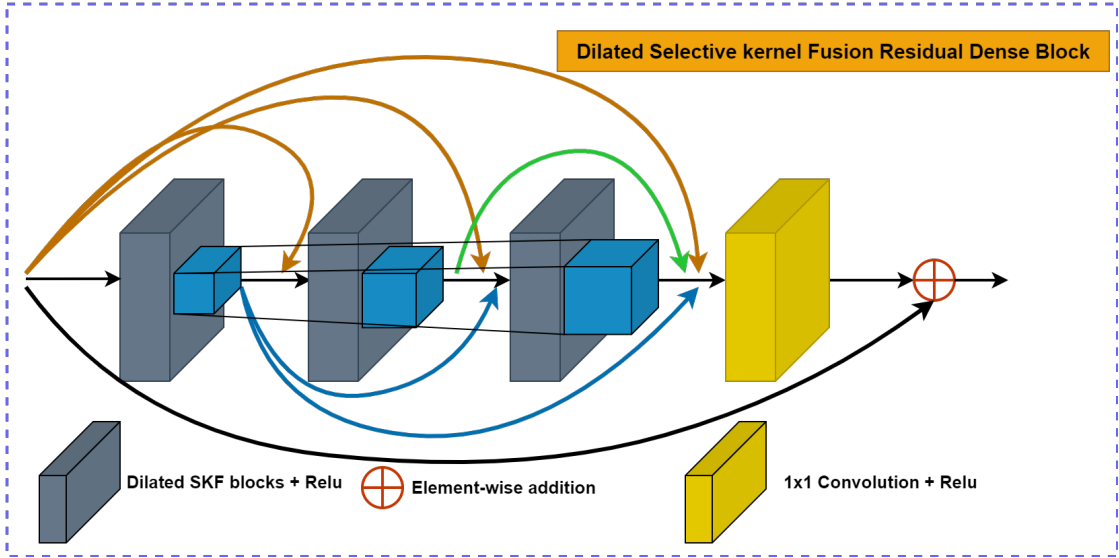 Dilated Selective kernel Fusion Residual Dense Block
Dilated SKF blocks + Relu
Element-wise addition
1x1 Convolution + Relu